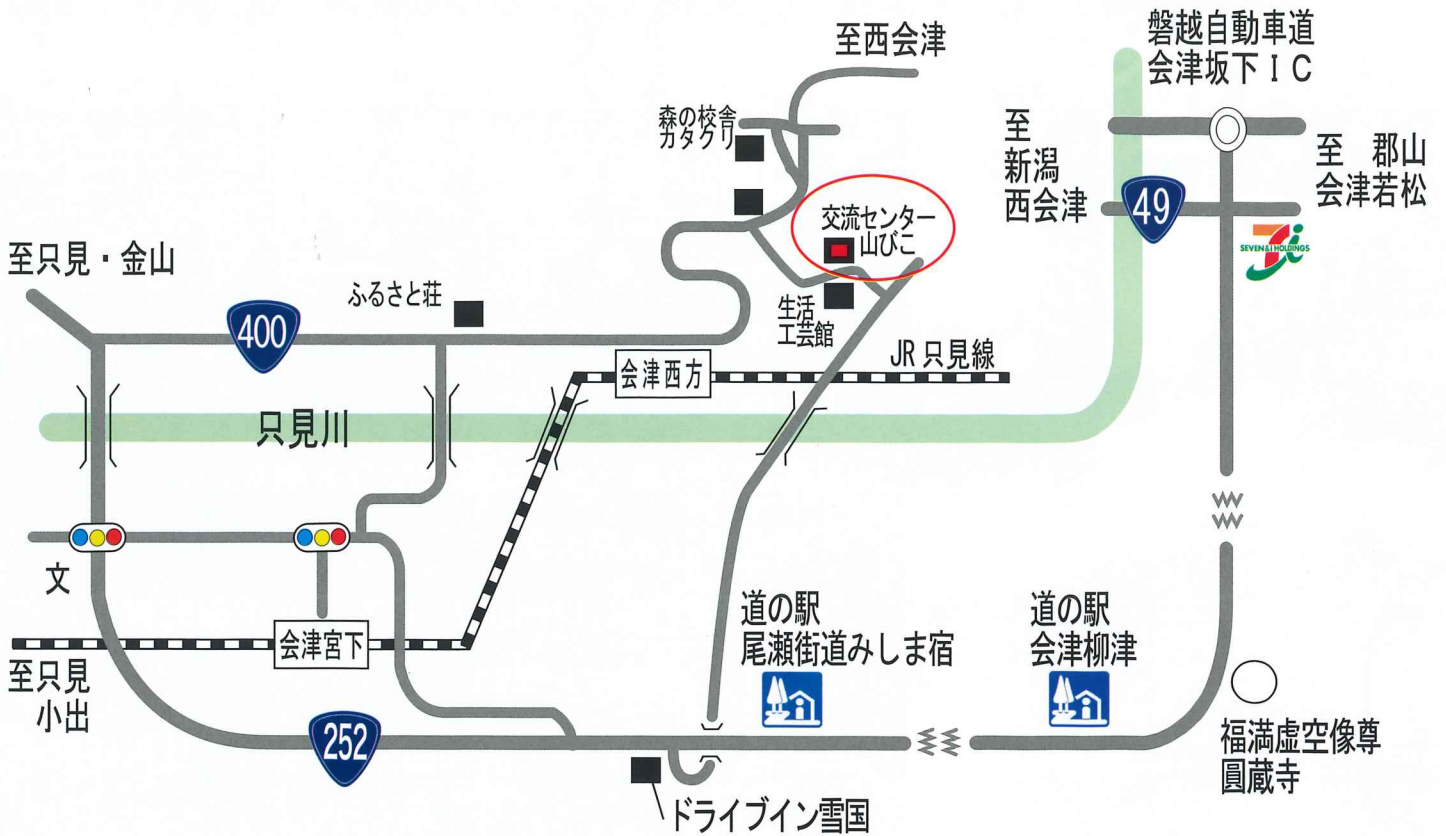 至西会津
磐越自動車道
会津坂下IC
森の校舎
カタクリ
至
新潟
西会津
至 郡山
会津若松
49
SEVEN&I HOLDINGS
交流センター
山びこ
至只見・金山
ふるさと荘
400
生活
工芸館
会津西方
JR只見線
只見川
文
会津宮下
至只見
小出
道の駅
尾瀬街道みしま宿
道の駅
会津柳津
252
福満虚空像尊
圓蔵寺
ドライブイン雪国